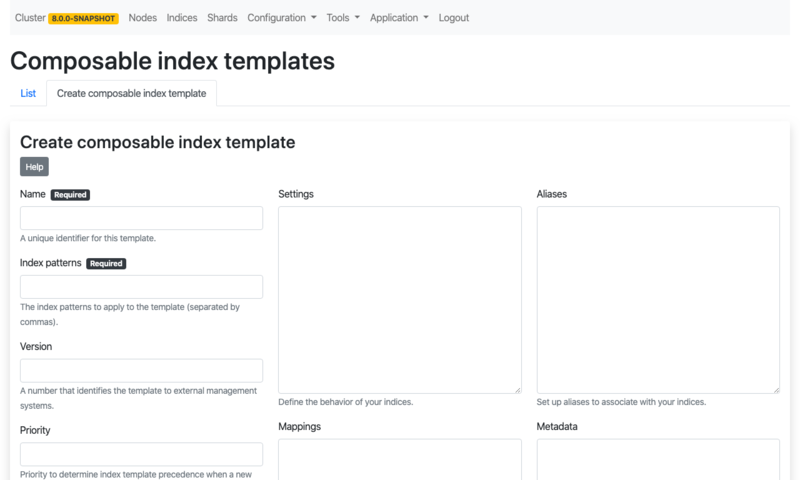 Cluster 8.0.0-SNAPSHOT Nodes Indices Shards Configuration Tools Application Logout
Composable index templates
List Create composable index template
Create composable index template
Help
Name Required
A unique identifier for this template.
Index patterns Required
The index patterns to apply to the template (separated by
commas).
Version
A number that identifies the template to external management
systems.
Priority
Priority to determine index template precedence when a new
Settings
Define the behavior of your indices.
Mappings
Aliases
Set up aliases to associate with your indices.
Metadata